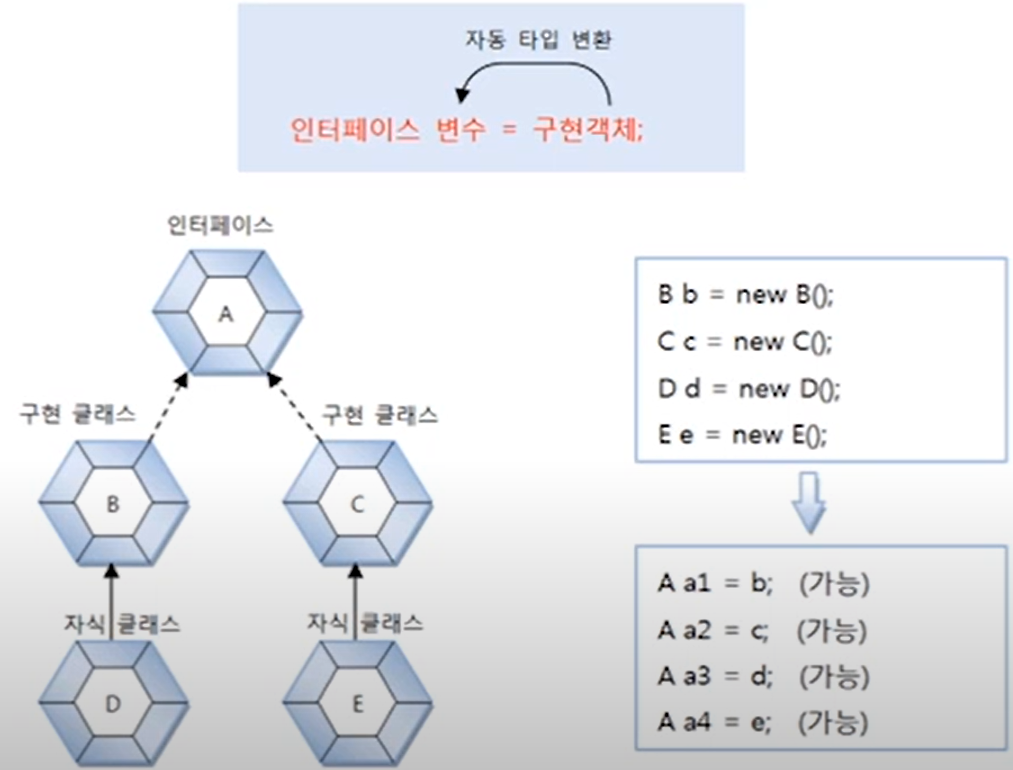 자동 타입 변환
인터페이스 변수 = 구현객체;
인터페이스
A
구현 클래스
구현 클래스
B
C
자식 클래스
자식 클래스
D
E
B b = new B();
C c = new C();
D d = new D();
E e = new E();
A a1 = b; (가능)
A a2 = c; (가능)
A a3 = d; (가능)
A a4 = e; (가능)